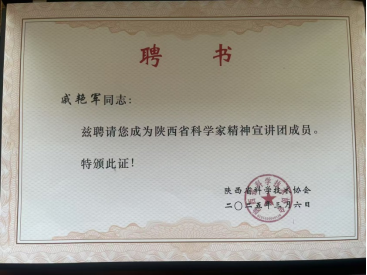 聘书
戚艳军同志：
兹聘请您成为陕西省科学家精神宣讲团成员。
特颁此证！
陕西省科学技术协会
二〇二五年三月六日